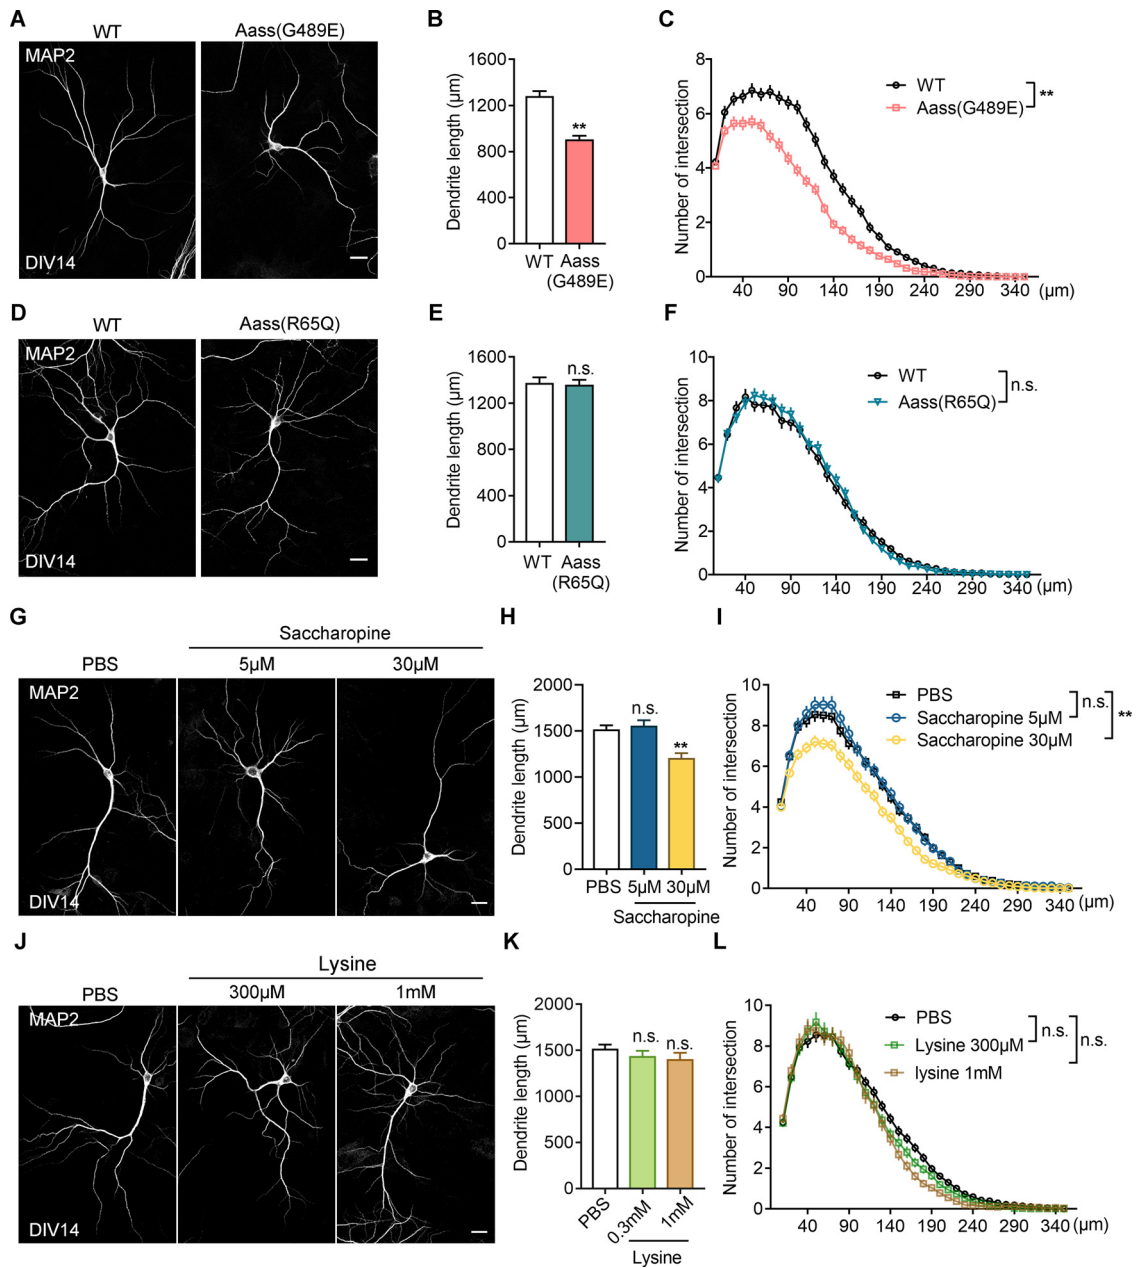 A
WT
Aass(G489E)
MAP2
DIV14
B
Dendrite length (µm)
1600
1200
800
400
0
**
WT Aass
(G489E)
C
Number of intersection
8
6
4
2
0
WT
Aass(G489E)
**
40 90 140 190 240 290 340 (µm)
D
WT
Aass(R65Q)
MAP2
DIV14
E
Dendrite length (µm)
1600
1200
800
400
0
n.s.
WT Aass
(R65Q)
F
Number of intersection
10
8
6
4
2
0
WT
Aass(R65Q)
n.s.
40 90 140 190 240 290 340 (µm)
G
Saccharopine
PBS 5µM 30µM
MAP2
DIV14
H
Dendrite length (µm)
2000
1500
1000
500
0
n.s.
**
PBS 5µM 30µM
Saccharopine
I
Number of intersection
10
8
6
4
2
0
PBS
Saccharopine 5µM
Saccharopine 30µM
n.s.
**
40 90 140 190 240 290 340 (µm)
J
Lysine
PBS 300µM 1mM
MAP2
DIV14
K
Dendrite length (µm)
2000
1500
1000
500
0
n.s.
n.s.
PBS 0.3mM 1mM
Lysine
L
Number of intersection
10
8
6
4
2
0
PBS
Lysine 300µM
lysine 1mM
n.s.
n.s.
40 90 140 190 240 290 340 (µm)